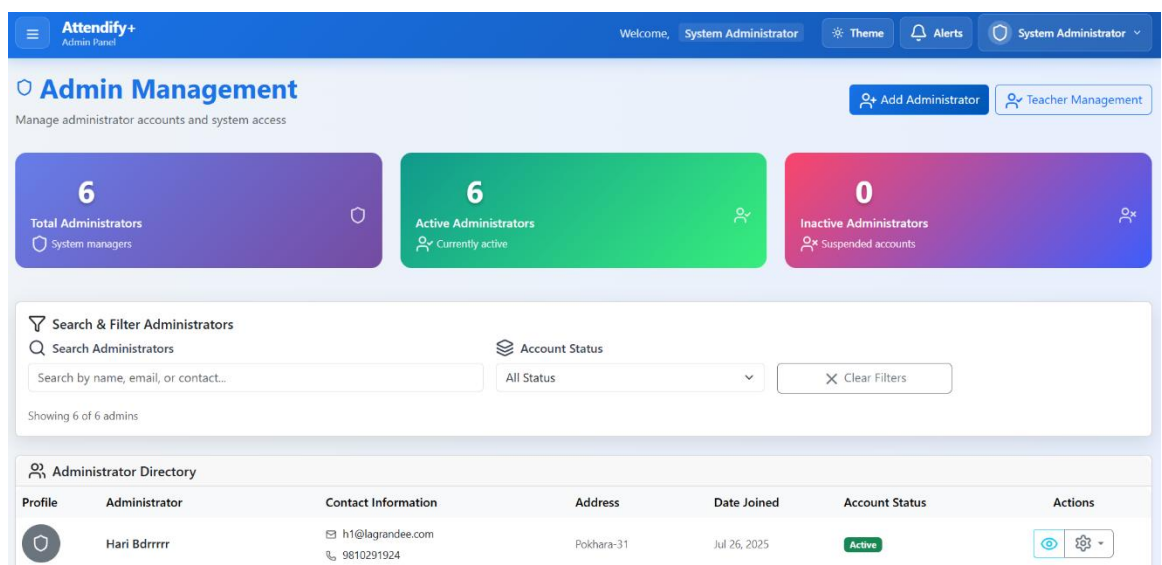 Attendify+
Admin Panel
Welcome, System Administrator
Theme
Alerts
System Administrator
Admin Management
Manage administrator accounts and system access
Add Administrator
Teacher Management
6
Total Administrators
System managers
6
Active Administrators
Currently active
0
Inactive Administrators
Suspended accounts
Search & Filter Administrators
Search Administrators
Account Status
Search by name, email, or contact...
All Status
Clear Filters
Showing 6 of 6 admins
Administrator Directory
Profile Administrator Contact Information Address Date Joined Account Status Actions
Hari Bdrrrrr
h1@lagrandee.com
9810291924
Pokhara-31
Jul 26, 2025
Active